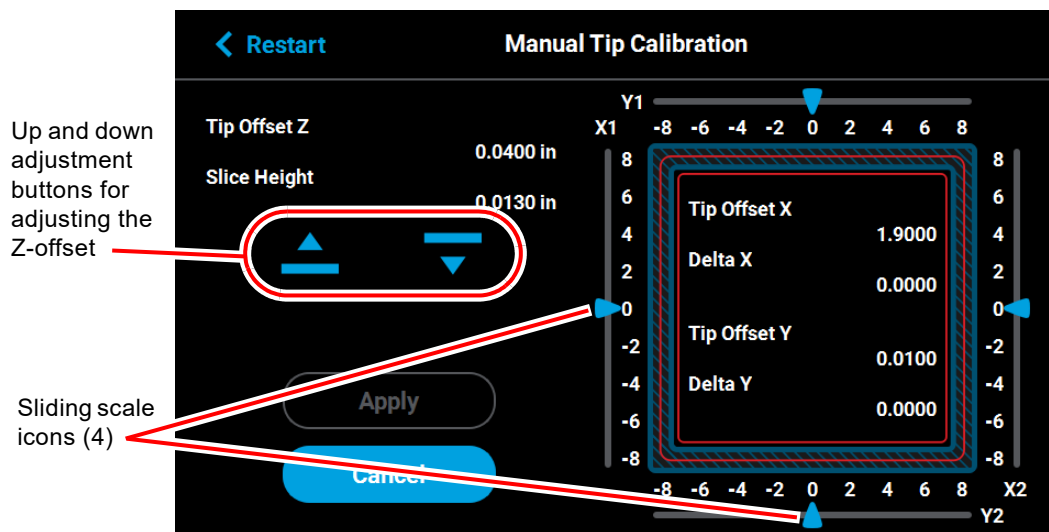 Restart
Manual Tip Calibration
Up and down
adjustment
buttons for
adjusting the
Z-offset
Sliding scale
icons (4)
Tip Offset Z
0.0400 in
Slice Height
0.0130 in
Apply
Cancel
Y1
X1
-8 -6 -4 -2 0 2 4 6 8
8
6
4
2
0
-2
-4
-6
-8
Tip Offset X
1.9000
Delta X
0.0000
Tip Offset Y
0.0100
Delta Y
0.0000
8
6
4
2
0
-2
-4
-6
-8
-8 -6 -4 -2 0 2 4 6 8 X2
Y2